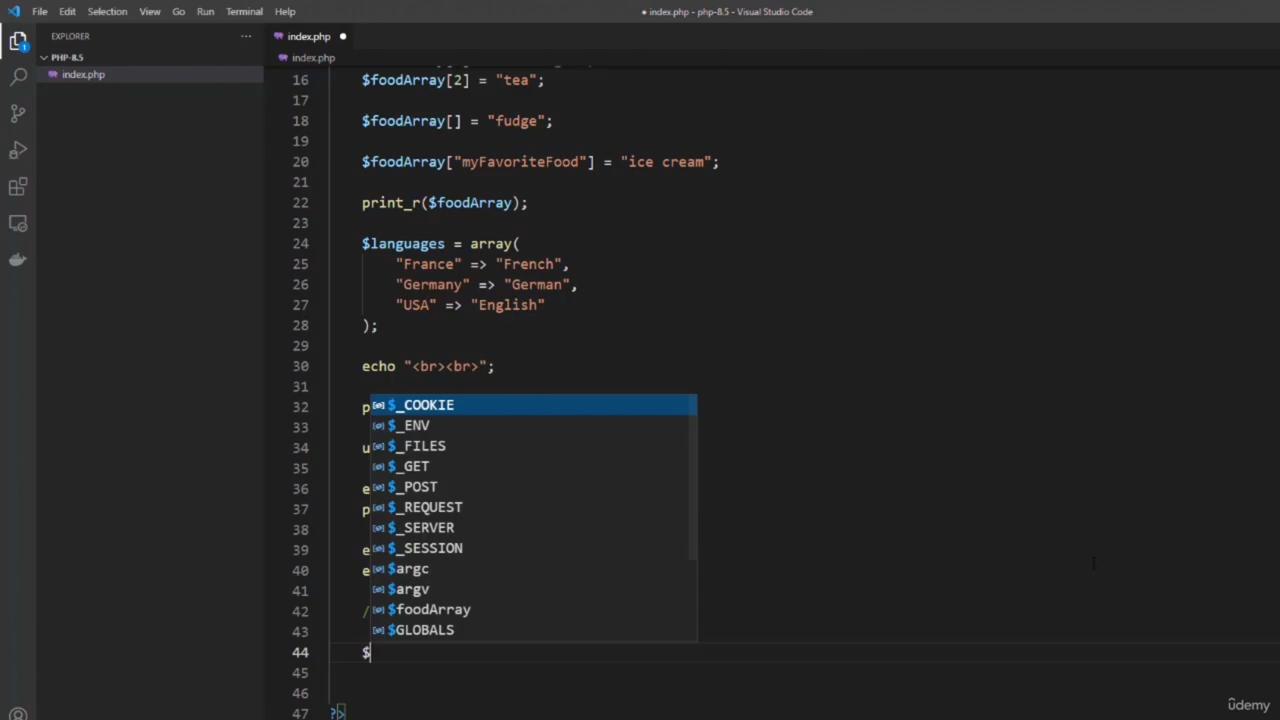 File Edit Selection View Go Run Terminal Help
● index.php - php-8.5 - Visual Studio Code
EXPLORER ···
index.php ●
PHP-8.5
index.php
index.php
1
16 $foodArray[2] = "tea";
17
18 $foodArray[] = "fudge";
19
20 $foodArray["myFavoriteFood"] = "ice cream";
21
22 print_r($foodArray);
23
24 $languages = array(
25 "France" => "French",
26 "Germany" => "German",
27 "USA" => "English"
28 );
29
30 echo "<br><br>";
31
32 p
$_COOKIE
33
$_ENV
34 u
$_FILES
35
$_GET
36 e
$_POST
37 p
$_REQUEST
38
$_SERVER
39 e
$_SESSION
40 e
$argc
41
$argv
42 /
$foodArray
43
$GLOBALS
44 $
45
46
47 ?>
ûdemy